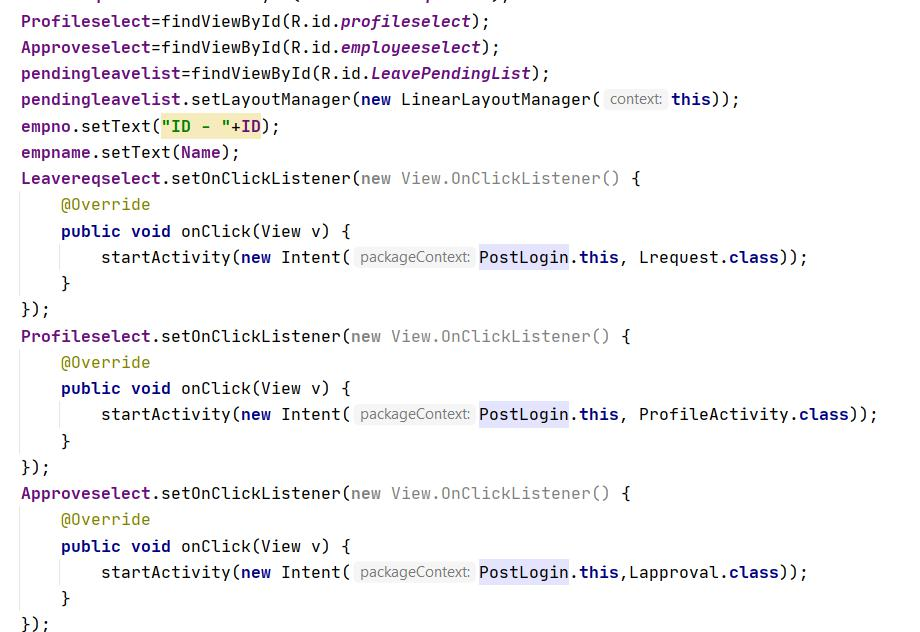 Profileselect=findViewById(R.id.profileselect);
Approveselect=findViewById(R.id.employeeselect);
pendingleavelist=findViewById(R.id.LeavePendingList);
pendingleavelist.setLayoutManager(new LinearLayoutManager( context: this));
empno.setText("ID - "+ID);
empname.setText(Name);
Leavereqselect.setOnClickListener(new View.OnClickListener() {
@Override
public void onClick(View v) {
startActivity(new Intent( packageContext: PostLogin.this, Lrequest.class));
}
});
Profileselect.setOnClickListener(new View.OnClickListener() {
@Override
public void onClick(View v) {
startActivity(new Intent( packageContext: PostLogin.this, ProfileActivity.class));
}
});
Approveselect.setOnClickListener(new View.OnClickListener() {
@Override
public void onClick(View v) {
startActivity(new Intent( packageContext: PostLogin.this,Lapproval.class));
}
});